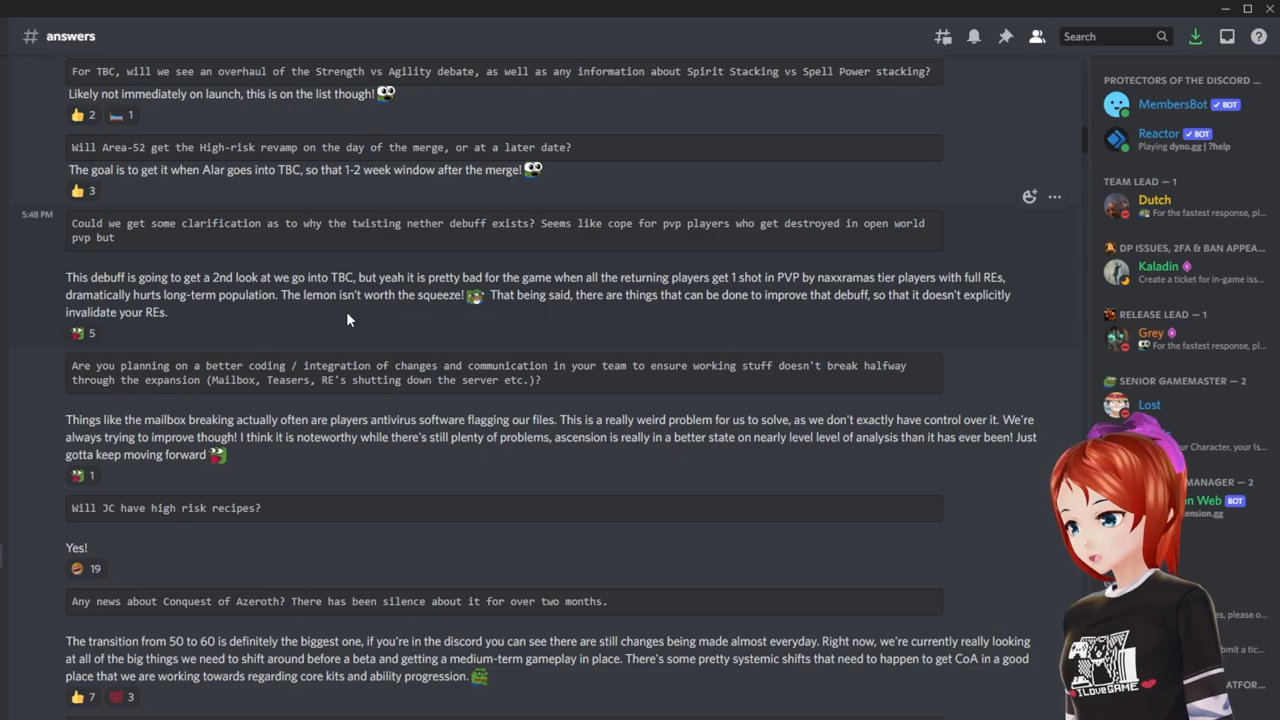 # answers
Search
For TBC, will we see an overhaul of the Strength vs Agility debate, as well as any information about Spirit Stacking vs Spell Power stacking?
Likely not immediately on launch, this is on the list though!
2 1
Will Area-52 get the High-risk revamp on the day of the merge, or at a later date?
The goal is to get it when Alar goes into TBC, so that 1-2 week window after the merge!
3
5:48 PM
Could we get some clarification as to why the twisting nether debuff exists? Seems like cope for pvp players who get destroyed in open world
pvp but
This debuff is going to get a 2nd look at we go into TBC, but yeah it is pretty bad for the game when all the returning players get 1 shot in PVP by naxxramas tier players with full REs,
dramatically hurts long-term population. The lemon isn't worth the squeeze! That being said, there are things that can be done to improve that debuff, so that it doesn't explicitly
invalidate your REs.
5
Are you planning on a better coding / integration of changes and communication in your team to ensure working stuff doesn't break halfway
through the expansion (Mailbox, Teasers, RE's shutting down the server etc.)?
Things like the mailbox breaking actually often are players antivirus software flagging our files. This is a really weird problem for us to solve, as we don't exactly have control over it. We're
always trying to improve though! I think it is noteworthy while there's still plenty of problems, ascension is really in a better state on nearly level level of analysis than it has ever been! Just
gotta keep moving forward
1
Will JC have high risk recipes?
Yes!
19
Any news about Conquest of Azeroth? There has been silence about it for over two months.
The transition from 50 to 60 is definitely the biggest one, if you're in the discord you can see there are still changes being made almost everyday. Right now, we're currently really looking
at all of the big things we need to shift around before a beta and getting a medium-term gameplay in place. There's some pretty systemic shifts that need to happen to get CoA in a good
place that we are working towards regarding core kits and ability progression.
7 3
PROTECTORS OF THE DISCORD ...
MembersBot BOT
Reactor BOT
Playing dyno.gg | ?help
TEAM LEAD — 1
Dutch
For the fastest response, pl...
DP ISSUES, 2FA & BAN APPEA...
Kaladin
Create a ticket for in-game iss...
RELEASE LEAD — 1
Grey
For the fastest response, pl...
SENIOR GAMEMASTER — 2
Lost
our Character, your Is...
MANAGER — 2
on Web BOT
cension.gg
es, please o...
mit a tic...
ATFOR...
I LoveGAME